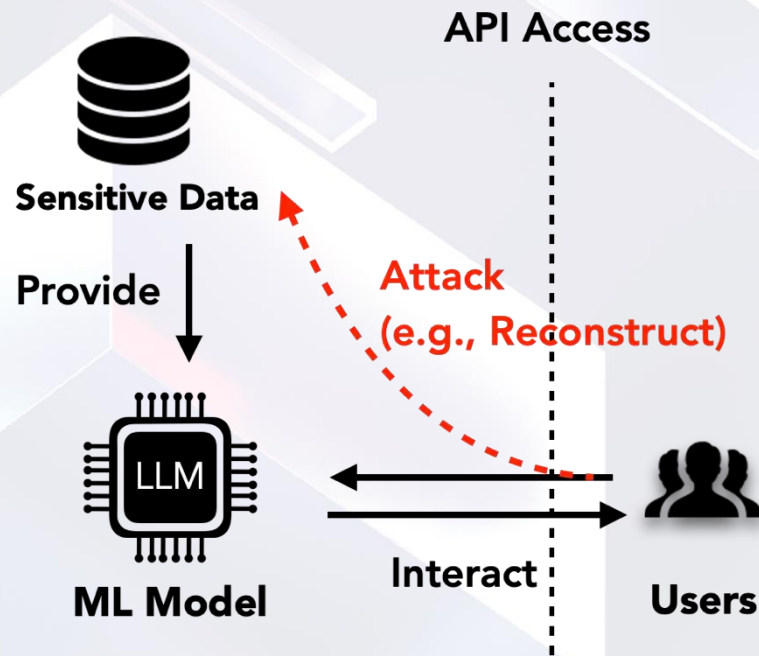 API Access
Sensitive Data
Provide
Attack
(e.g., Reconstruct)
LLM
Interact
ML Model
Users